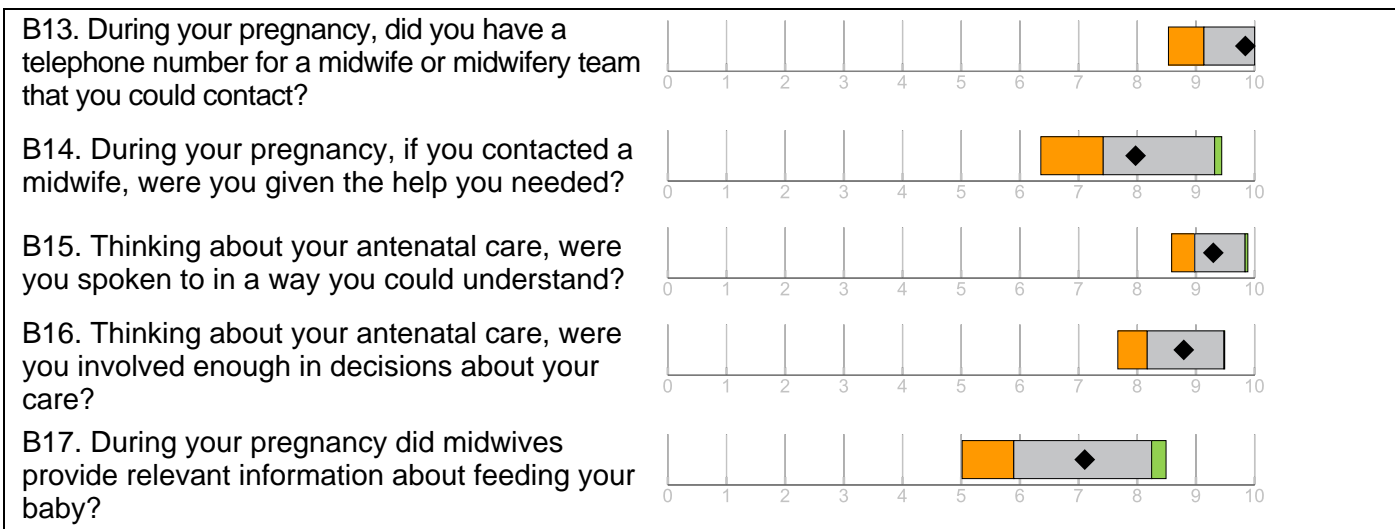 B13. During your pregnancy, did you have a
telephone number for a midwife or midwifery team
that you could contact?
0 1 2 3 4 5 6 7 8 9 10
B14. During your pregnancy, if you contacted a
midwife, were you given the help you needed?
0 1 2 3 4 5 6 7 8 9 10
B15. Thinking about your antenatal care, were
you spoken to in a way you could understand?
0 1 2 3 4 5 6 7 8 9 10
B16. Thinking about your antenatal care, were
you involved enough in decisions about your
care?
0 1 2 3 4 5 6 7 8 9 10
B17. During your pregnancy did midwives
provide relevant information about feeding your
baby?
0 1 2 3 4 5 6 7 8 9 10